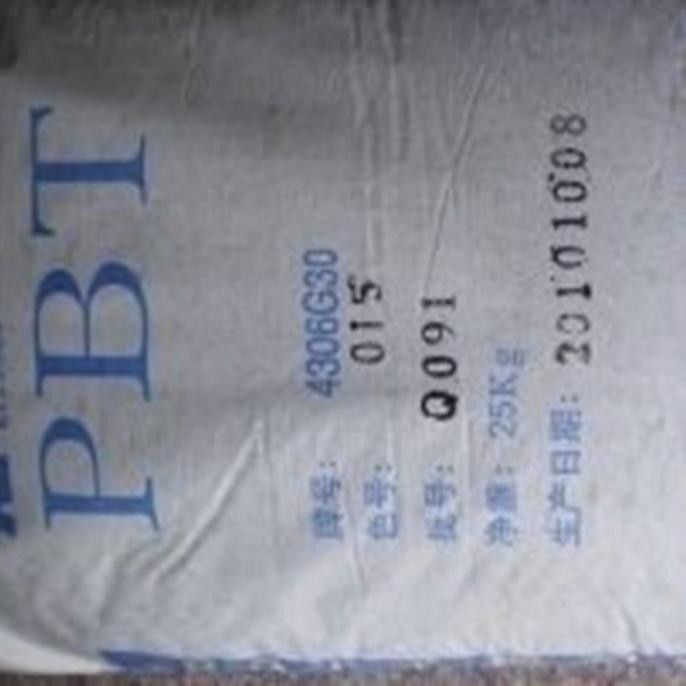 PBT
牌号: 4306G30
色号: 015
批号: Q091
净重: 25Kg
生产日期: 20101008